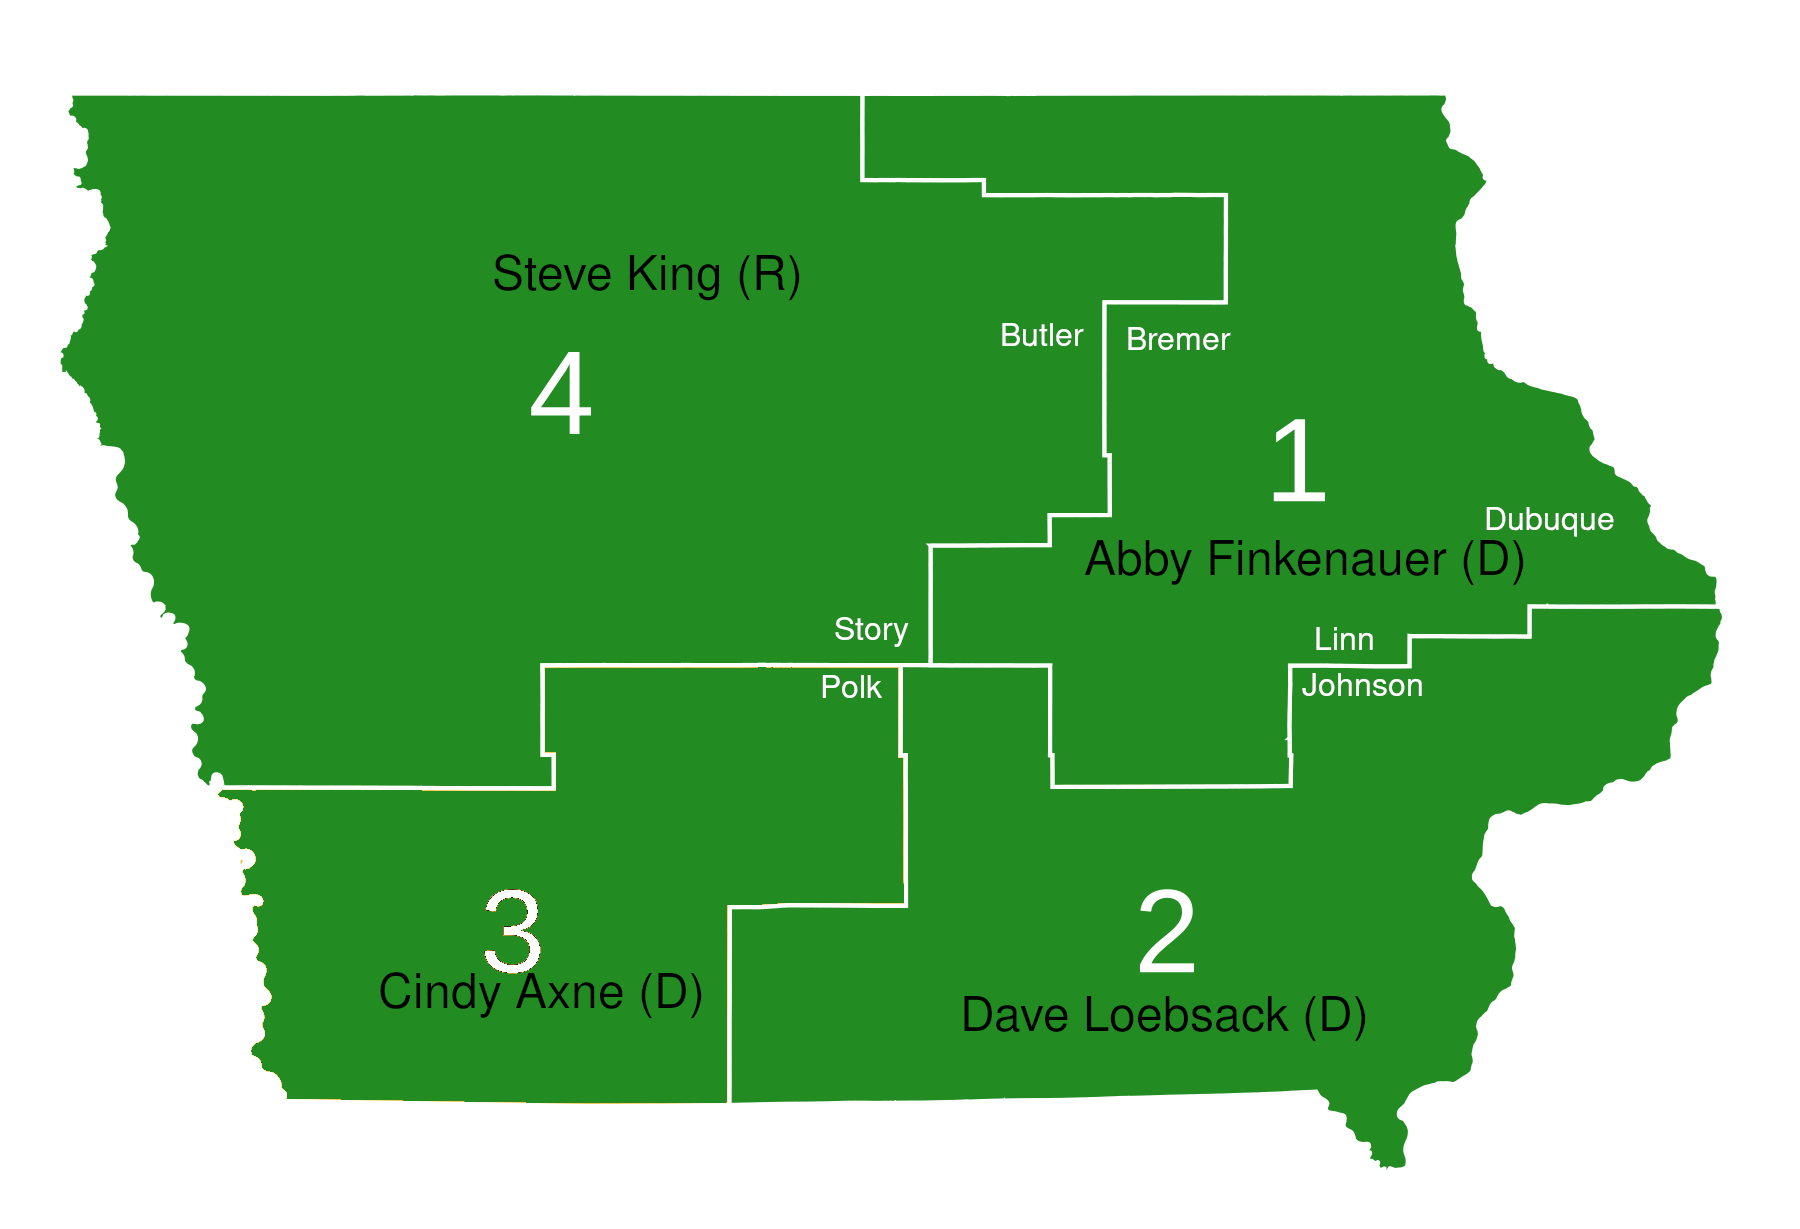 Steve King (R)
4
Butler
Bremer
1
Dubuque
Abby Finkenauer (D)
Story
Linn
Polk
Johnson
3
Cindy Axne (D)
2
Dave Loebsack (D)